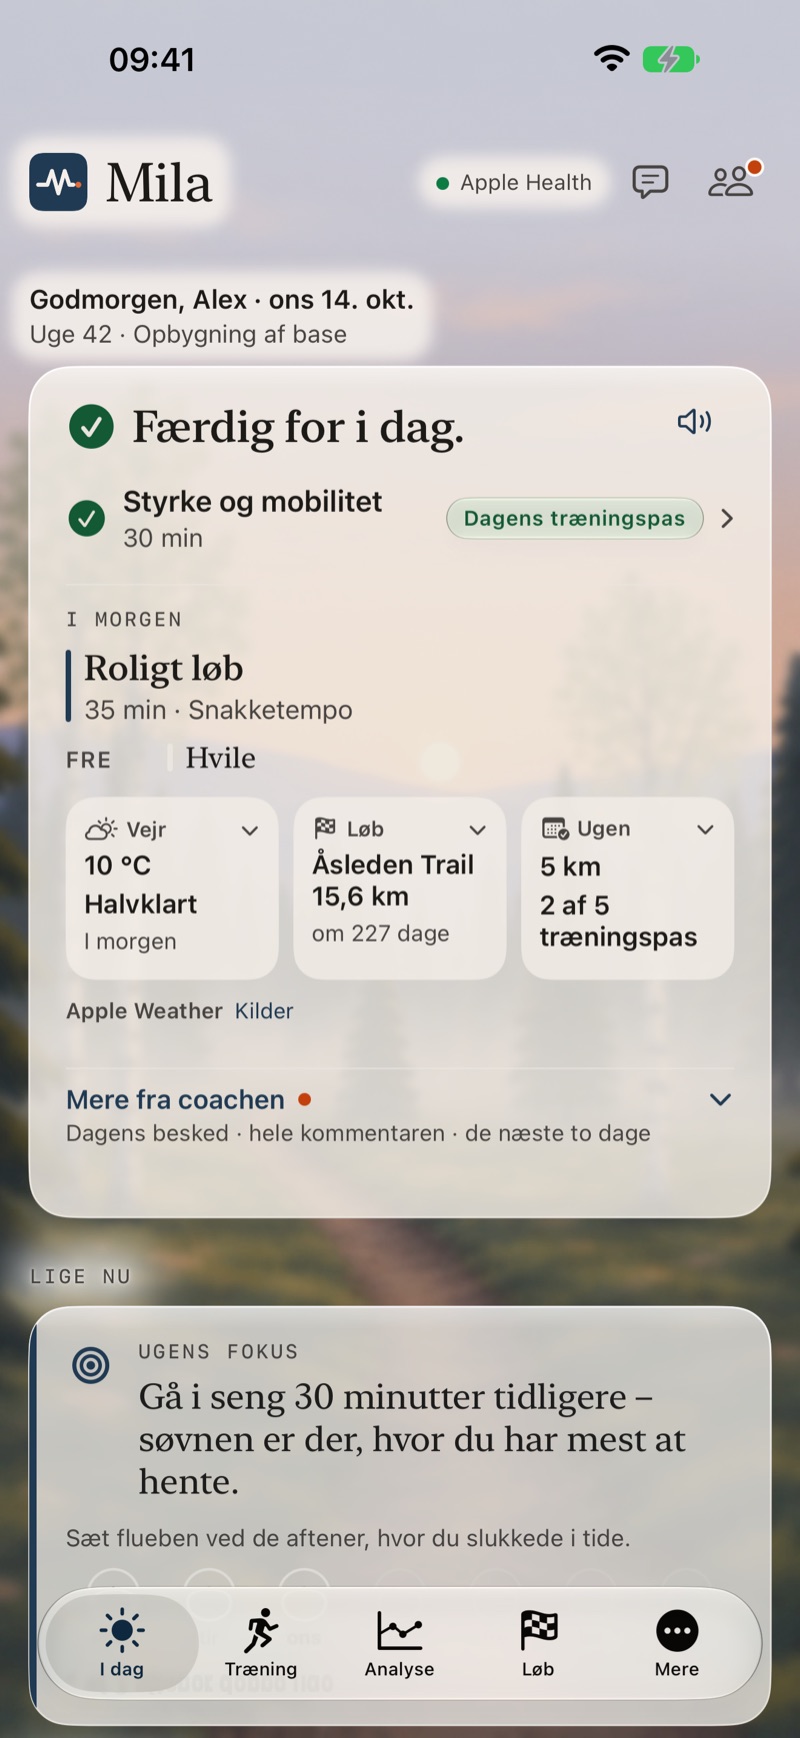 09:41
Mila
Apple Health
Godmorgen, Alex · ons 14. okt.
Uge 42 · Opbygning af base
Færdig for i dag.
Styrke og mobilitet
30 min
Dagens træningspas
I MORGEN
Roligt løb
35 min · Snakketempo
FRE
Hvile
Vejr
10 °C
Halvklart
I morgen
Løb
Åsleden Trail
15,6 km
om 227 dage
Ugen
5 km
2 af 5
træningspas
Apple Weather Kilder
Mere fra coachen
Dagens besked · hele kommentaren · de næste to dage
LIGE NU
UGENS FOKUS
Gå i seng 30 minutter tidligere –
søvnen er der, hvor du har mest at
hente.
Sæt flueben ved de aftener, hvor du slukkede i tide.
I dag
Træning
Analyse
Løb
Mere